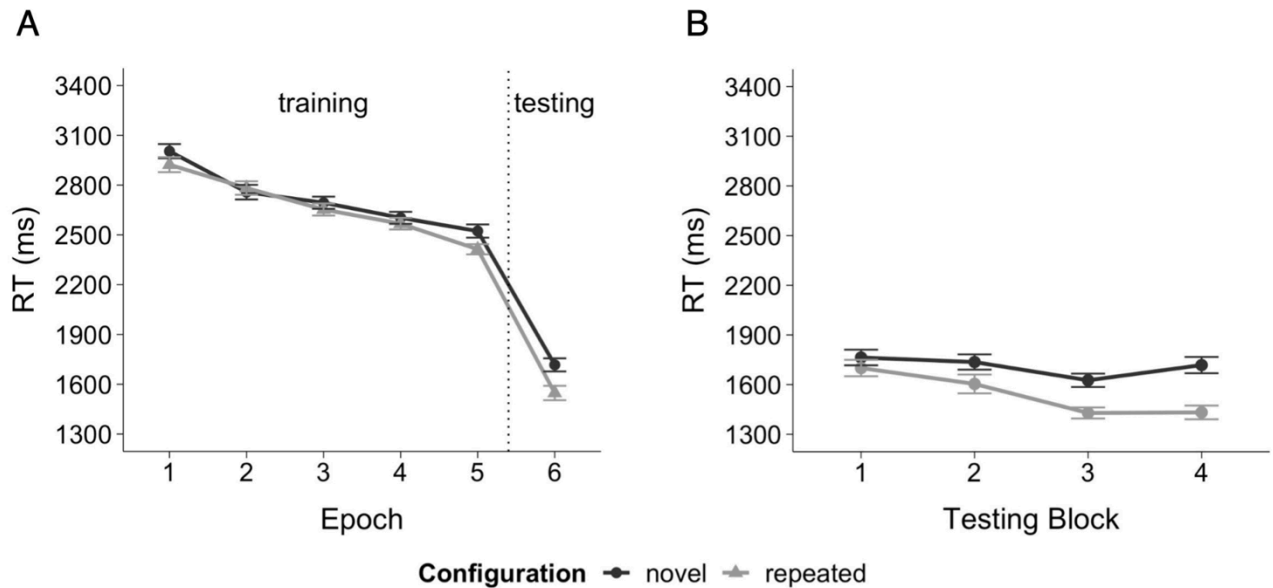 A
RT (ms)
3400
3100
2800
2500
2200
1900
1600
1300
training
testing
1 2 3 4 5 6
Epoch
B
RT (ms)
3400
3100
2800
2500
2200
1900
1600
1300
1 2 3 4
Testing Block
Configuration novel repeated